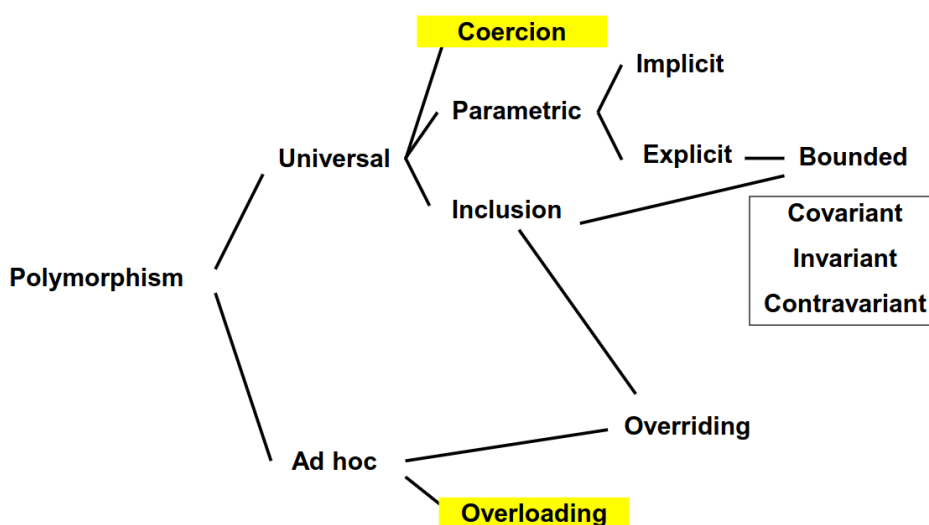 Coercion
Implicit
Parametric
Universal
Explicit
Bounded
Inclusion
Covariant
Invariant
Contravariant
Polymorphism
Overriding
Ad hoc
Overloading